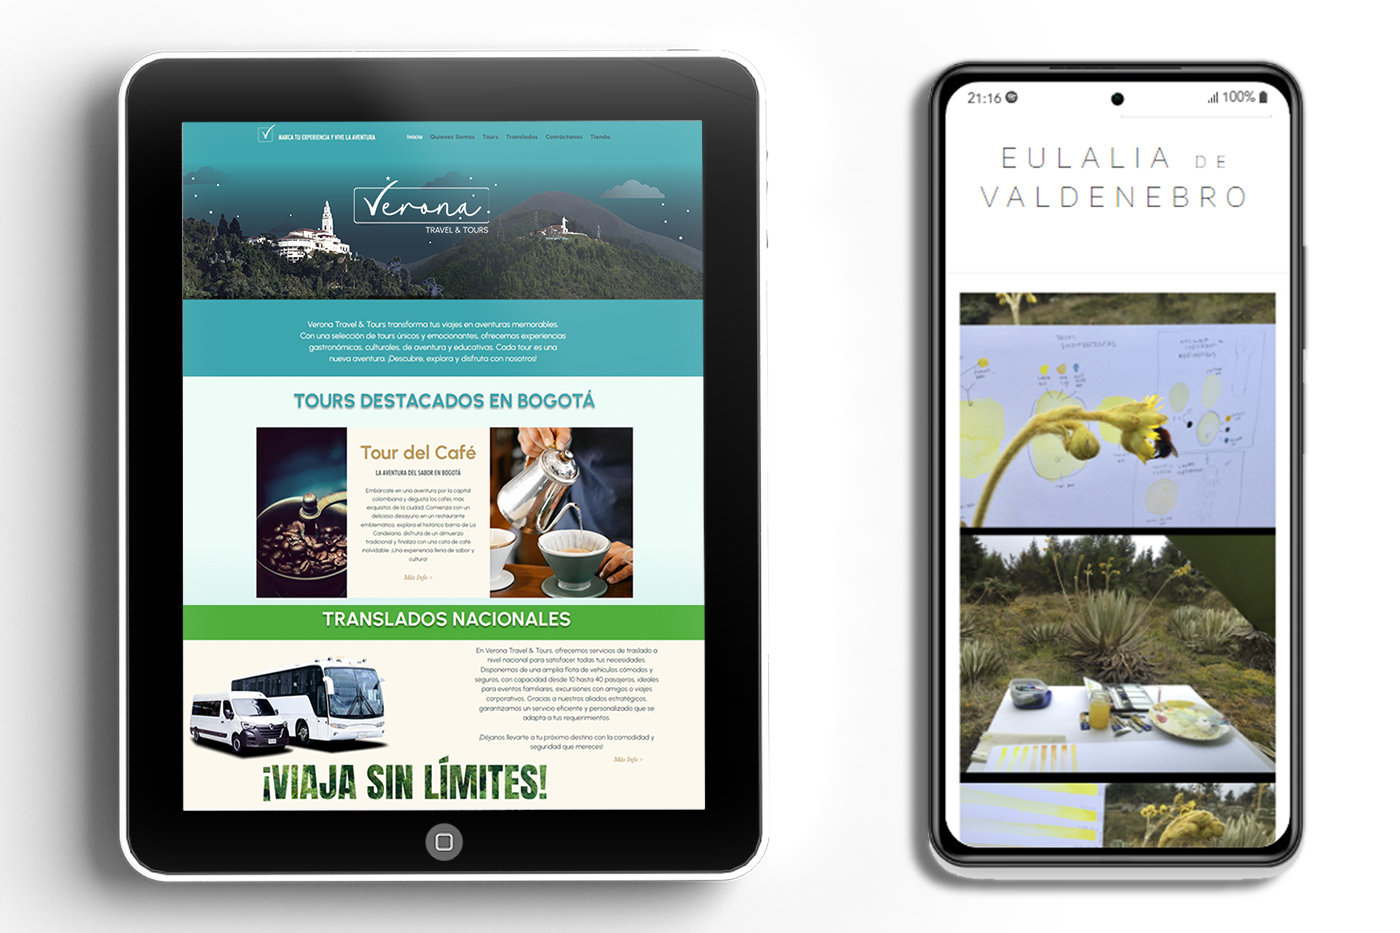 MARCA TU EXPERIENCIA Y VIVE LA AVENTURA
Inicio Quienes Somos Tours Translados Contáctanos Tienda
Verona
TRAVEL & TOURS
Verona Travel & Tours transforma tus viajes en aventuras memorables.
Con una selección de tours únicos y emocionantes, ofrecemos experiencias
gastronómicas, culturales, de aventura y educativas. Cada tour es una
nueva aventura. ¡Descubre, explora y disfruta con nosotros!
TOURS DESTACADOS EN BOGOTÁ
Tour del Café
LA AVENTURA DEL SABOR EN BOGOTÁ
Embárcate en una aventura por la capital
colombiana y degusta los cafés más
exquisitos de la ciudad. Comienza con un
delicioso desayuno en un restaurante
emblemático, explora el histórico barrio de La
Candelaria, disfruta de un almuerzo
tradicional y finaliza con una cata de café
inolvidable. ¡Una experiencia llena de sabor y
cultura!
Más Info >
TRANSLADOS NACIONALES
En Verona Travel & Tours, ofrecemos servicios de traslado a
nivel nacional para satisfacer todas tus necesidades.
Disponemos de una amplia flota de vehículos cómodos y
seguros, con capacidad desde 10 hasta 40 pasajeros, ideales
para eventos familiares, excursiones con amigos o viajes
corporativos. Gracias a nuestros aliados estratégicos,
garantizamos un servicio eficiente y personalizado que se
adapta a tus requerimientos.
¡Déjanos llevarte a tu próximo destino con la comodidad y
seguridad que mereces!
Más Info >
¡VIAJA SIN LÍMITES!
21:16 100%
EULALIA DE
VALDENEBRO